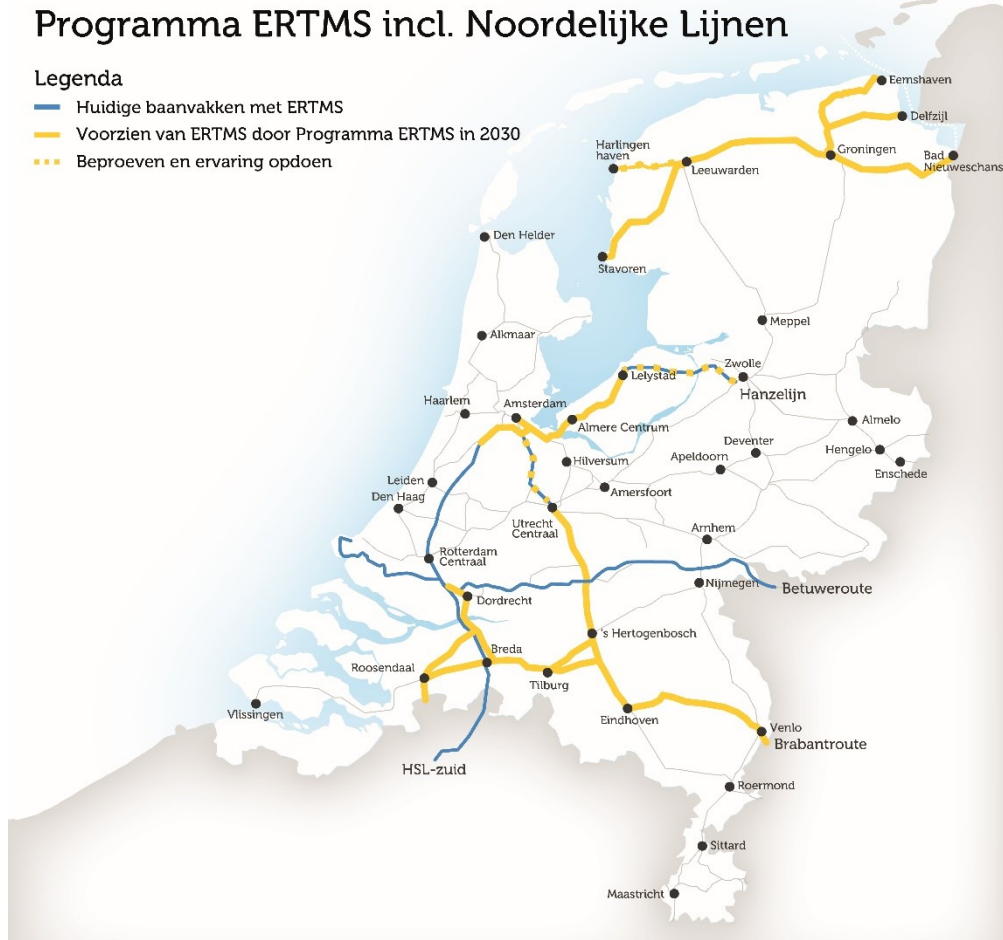 Programma ERTMS incl. Noordelijke Lijnen
Legenda
Huidige baanvakken met ERTMS
Voorzien van ERTMS door Programma ERTMS in 2030
Beproeven en ervaring opdoen
Eemshaven
Delfzijl
Harlingen
haven
Leeuwarden
Groningen
Bad
Nieuweschans
Den Helder
Stavoren
Meppel
Alkmaar
Zwolle
Lelystad
Hanzelijn
Haarlem
Amsterdam
Almere Centrum
Almelo
Deventer
Hengelo
Hilversum
Apeldoorn
Enschede
Leiden
Amersfoort
Den Haag
Utrecht
Centraal
Arnhem
Rotterdam
Centraal
Nijmegen
Betuweroute
Dordrecht
's Hertogenbosch
Breda
Roosendaal
Tilburg
Vlissingen
Eindhoven
Venlo
Brabantroute
HSL-zuid
Roermond
Sittard
Maastricht